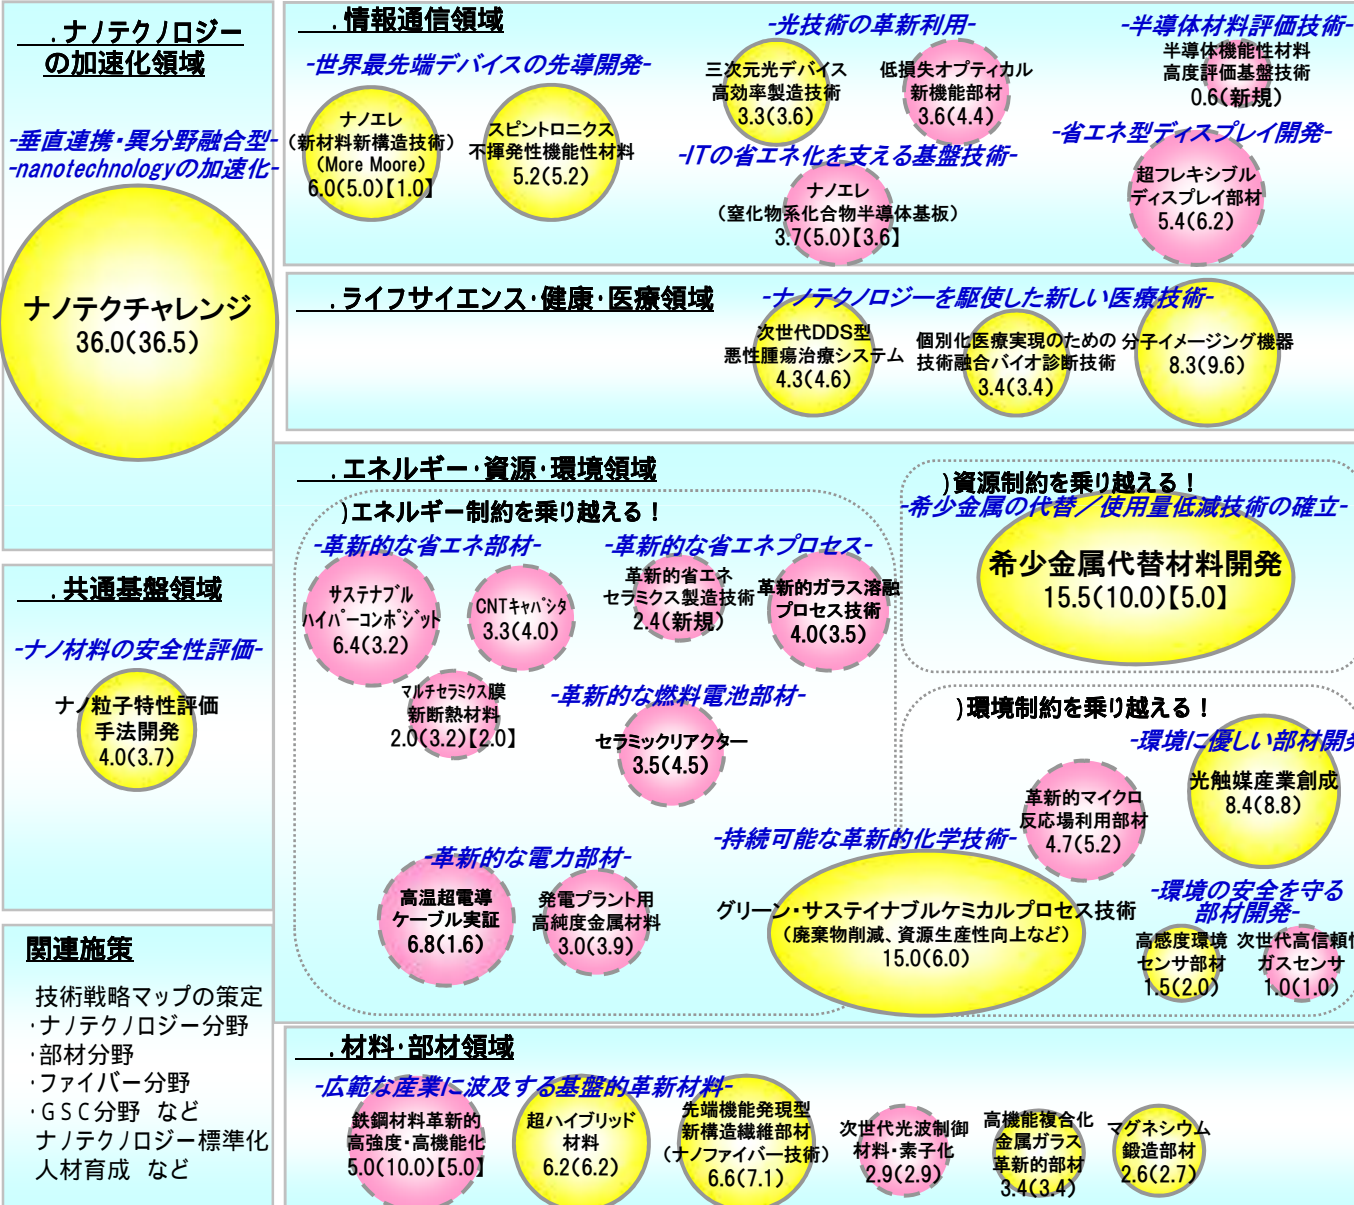 .ナノテクノロジー
の加速化領域
-垂直連携・異分野融合型-
-nanotechnologyの加速化-
ナノテクチャレンジ
36.0(36.5)
.共通基盤領域
-ナノ材料の安全性評価-
ナノ粒子特性評価
手法開発
4.0(3.7)
関連施策
技術戦略マップの策定
・ナノテクノロジー分野
・部材分野
・ファイバー分野
・GSC分野 など
ナノテクノロジー標準化
人材育成 など
.情報通信領域
-世界最先端デバイスの先導開発-
ナノエレ
(新材料新構造技術)
(More Moore)
6.0(5.0)【1.0】
スピントロニクス
不揮発性機能性材料
5.2(5.2)
-光技術の革新利用-
三次元光デバイス
高効率製造技術
3.3(3.6)
低損失オプティカル
新機能部材
3.6(4.4)
-ITの省エネ化を支える基盤技術-
ナノエレ
(窒化物系化合物半導体基板)
3.7(5.0)【3.6】
-半導体材料評価技術-
半導体機能性材料
高度評価基盤技術
0.6(新規)
-省エネ型ディスプレイ開発-
超フレキシブル
ディスプレイ部材
5.4(6.2)
.ライフサイエンス・健康・医療領域
-ナノテクノロジーを駆使した新しい医療技術-
次世代DDS型
悪性腫瘍治療システム
4.3(4.6)
個別化医療実現のための
技術融合バイオ診断技術
3.4(3.4)
分子イメージング機器
8.3(9.6)
.エネルギー・資源・環境領域
)エネルギー制約を乗り越える!
-革新的な省エネ部材-
サステナブル
ハイパーコンポジット
6.4(3.2)
CNTキャパシタ
3.3(4.0)
マルチセラミクス膜
新断熱材料
2.0(3.2)【2.0】
-革新的な省エネプロセス-
革新的省エネ
セラミクス製造技術
2.4(新規)
革新的ガラス溶融
プロセス技術
4.0(3.5)
-革新的な燃料電池部材-
セラミックリアクター
3.5(4.5)
-革新的な電力部材-
高温超電導
ケーブル実証
6.8(1.6)
発電プラント用
高純度金属材料
3.0(3.9)
)資源制約を乗り越える!
-希少金属の代替/使用量低減技術の確立-
希少金属代替材料開発
15.5(10.0)【5.0】
)環境制約を乗り越える!
-環境に優しい部材開発
光触媒産業創成
8.4(8.8)
革新的マイクロ
反応場利用部材
4.7(5.2)
-持続可能な革新的化学技術-
グリーン・サステイナブルケミカルプロセス技術
(廃棄物削減、資源生産性向上など)
15.0(6.0)
-環境の安全を守る
部材開発-
高感度環境
センサ部材
1.5(2.0)
次世代高信頼性
ガスセンサ
1.0(1.0)
.材料・部材領域
-広範な産業に波及する基盤的革新材料-
鉄鋼材料革新的
高強度・高機能化
5.0(10.0)【5.0】
超ハイブリッド
材料
6.2(6.2)
先端機能発現型
新構造繊維部材
(ナノファイバー技術)
6.6(7.1)
次世代光波制御
材料・素子化
2.9(2.9)
高機能複合化
金属ガラス
革新的部材
3.4(3.4)
マグネシウム
鍛造部材
2.6(2.7)